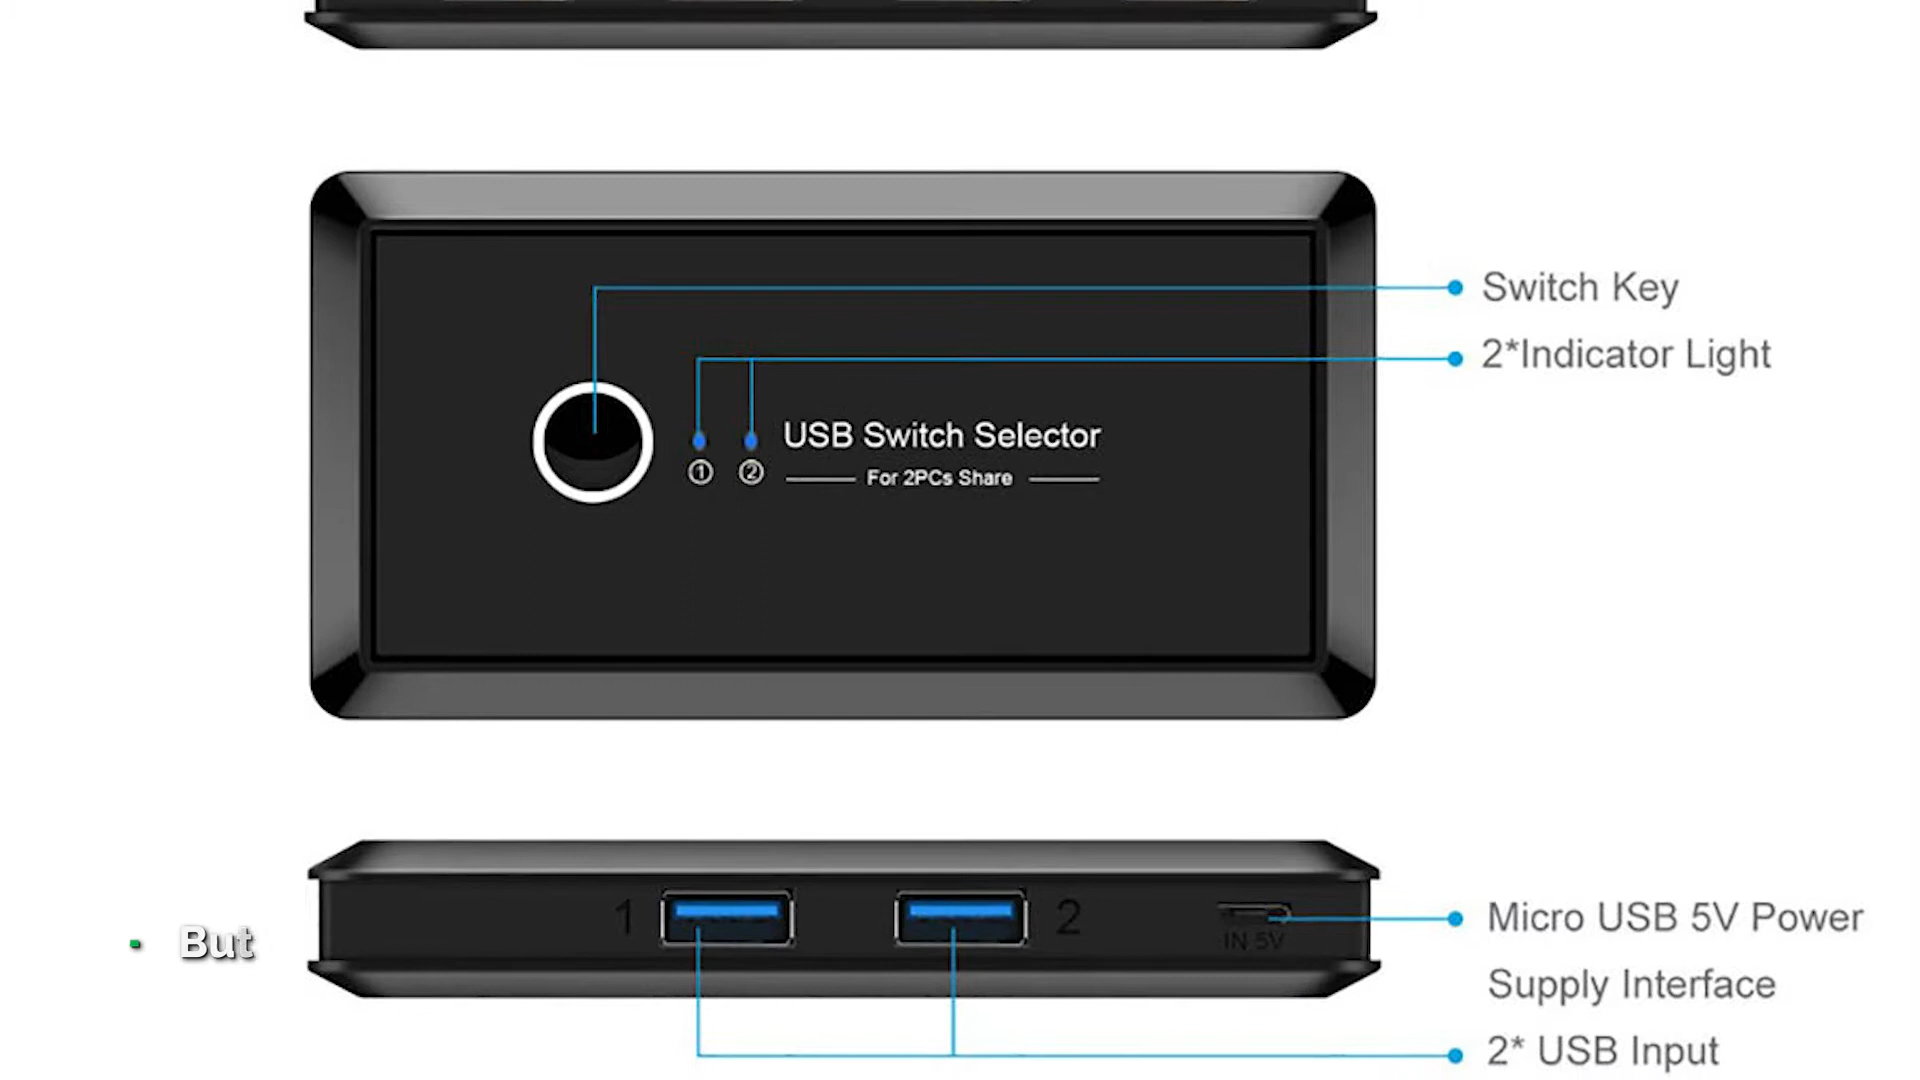 Switch Key
2*Indicator Light
USB Switch Selector
① ②
For 2PCs Share
1
2
IN 5V
Micro USB 5V Power
Supply Interface
2* USB Input
But